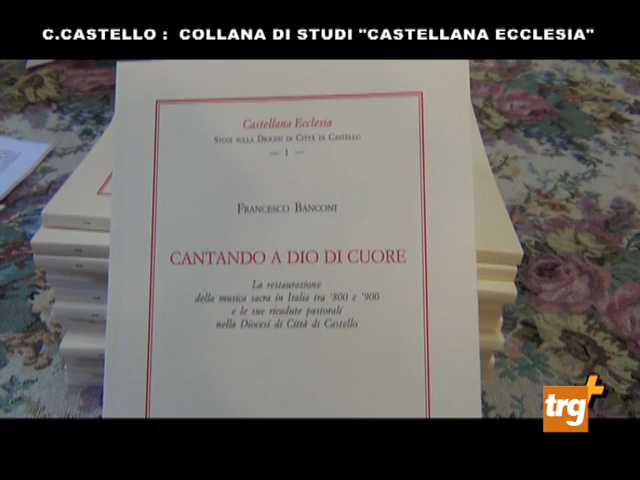 C.CASTELLO : COLLANA DI STUDI "CASTELLANA ECCLESIA"
Castellana Ecclesia
STUDI SULLA DIOCESI DI CITTÀ DI CASTELLO
— 1 —
FRANCESCO BANCONI
CANTANDO A DIO DI CUORE
La restaurazione
della musica sacra in Italia tra '800 e '900
e le sue ricadute pastorali
nella Diocesi di Città di Castello
trg+